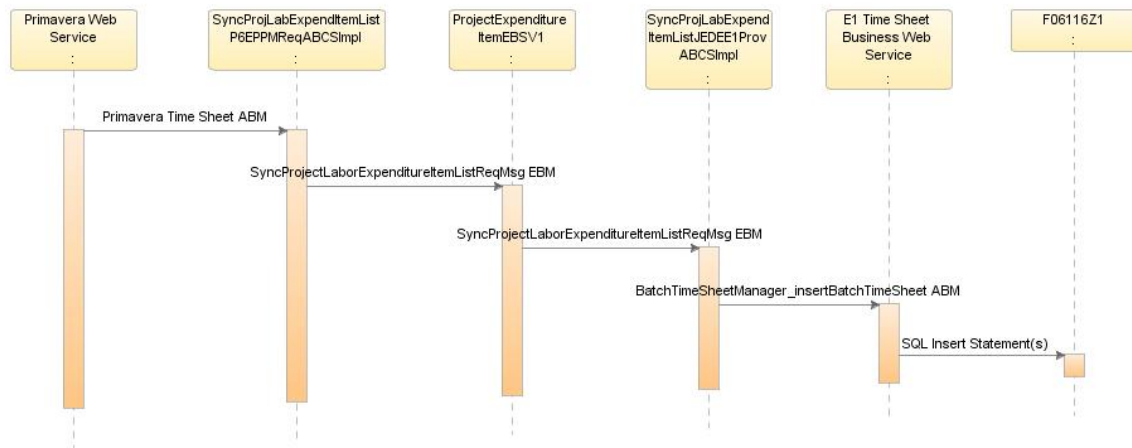 Primavera Web
Service
:
SyncProjLabExpendItemList
P6EPPMReqABCSImpl
:
ProjectExpenditure
ItemEBSV1
:
SyncProjLabExpend
ItemListJEDEE1Prov
ABCSImpl
:
E1 Time Sheet
Business Web
Service
:
F06116Z1
:
Primavera Time Sheet ABM
SyncProjectLaborExpenditureItemListReqMsg EBM
SyncProjectLaborExpenditureItemListReqMsg EBM
BatchTimeSheetManager_insertBatchTimeSheet ABM
SQL Insert Statement(s)